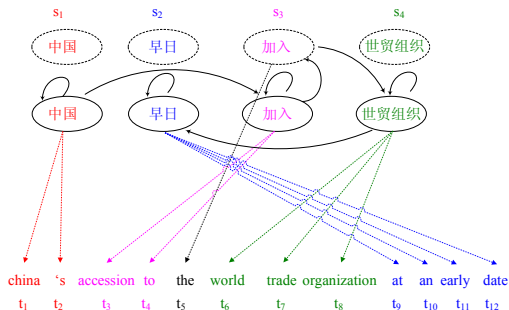 s1 s2 s3 s4
中国 早日 加入 世贸组织
中国 早日 加入 世贸组织
china ‘s accession to the world trade organization at an early date
t1 t2 t3 t4 t5 t6 t7 t8 t9 t10 t11 t12